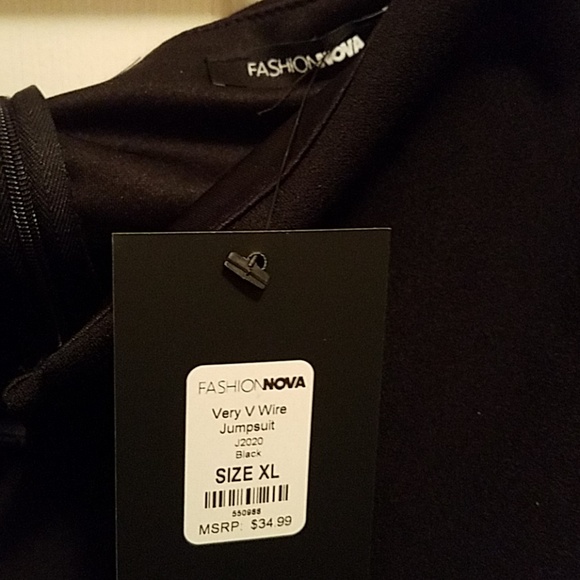 FASHIONNOVA
FASHIONNOVA
Very V Wire
Jumpsuit
J2020
Black
SIZE XL
550988
MSRP: $34.99